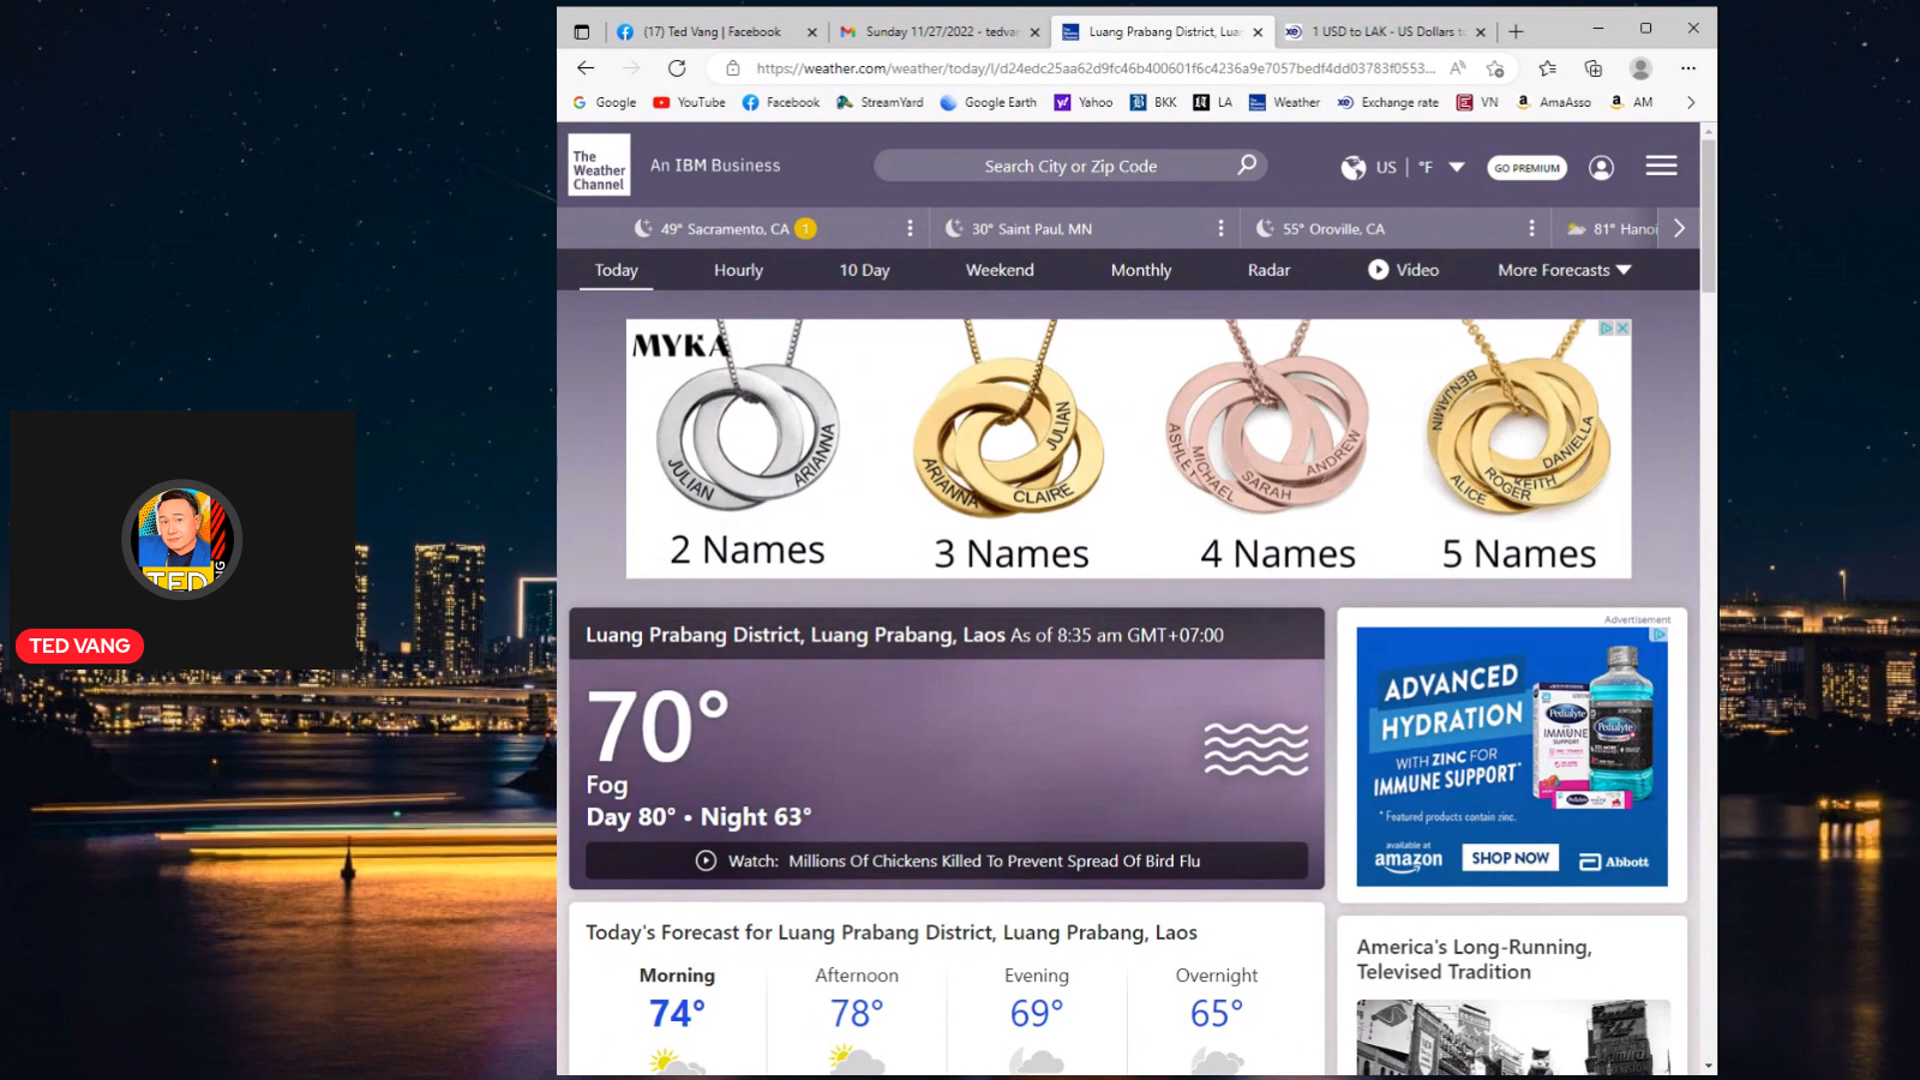 (17) Ted Vang | Facebook
Sunday 11/27/2022 - tedvan
Luang Prabang District, Lua
1 USD to LAK - US Dollars to
https://weather.com/weather/today/l/d24edc25aa62d9fc46b400601f6c4236a9e7057bedf4dd03783f0553...
Google YouTube Facebook StreamYard Google Earth Yahoo BKK LA Weather Exchange rate VN AmaAsso AM
The
Weather
Channel
An IBM Business
Search City or Zip Code
US | °F
GO PREMIUM
49° Sacramento, CA 1
30° Saint Paul, MN
55° Oroville, CA
81° Hanoi
Today Hourly 10 Day Weekend Monthly Radar Video More Forecasts
MYKA
JULIAN ARIANNA
ARIANNA CLAIRE JULIAN
ASHLEY MICHAEL SARAH ANDREW
BENJAMIN ALICE ROGER KEITH DANIELLA
2 Names 3 Names 4 Names 5 Names
TED
TED VANG
Luang Prabang District, Luang Prabang, Laos As of 8:35 am GMT+07:00
70°
Fog
Day 80° • Night 63°
Watch: Millions Of Chickens Killed To Prevent Spread Of Bird Flu
Advertisement
ADVANCED
HYDRATION
WITH ZINC FOR
IMMUNE SUPPORT*
Pedialyte
IMMUNE
SUPPORT
Pedialyte
Pedialyte
* Featured products contain zinc.
available at
amazon
SHOP NOW
Abbott
Today's Forecast for Luang Prabang District, Luang Prabang, Laos
Morning Afternoon Evening Overnight
74° 78° 69° 65°
America's Long-Running,
Televised Tradition